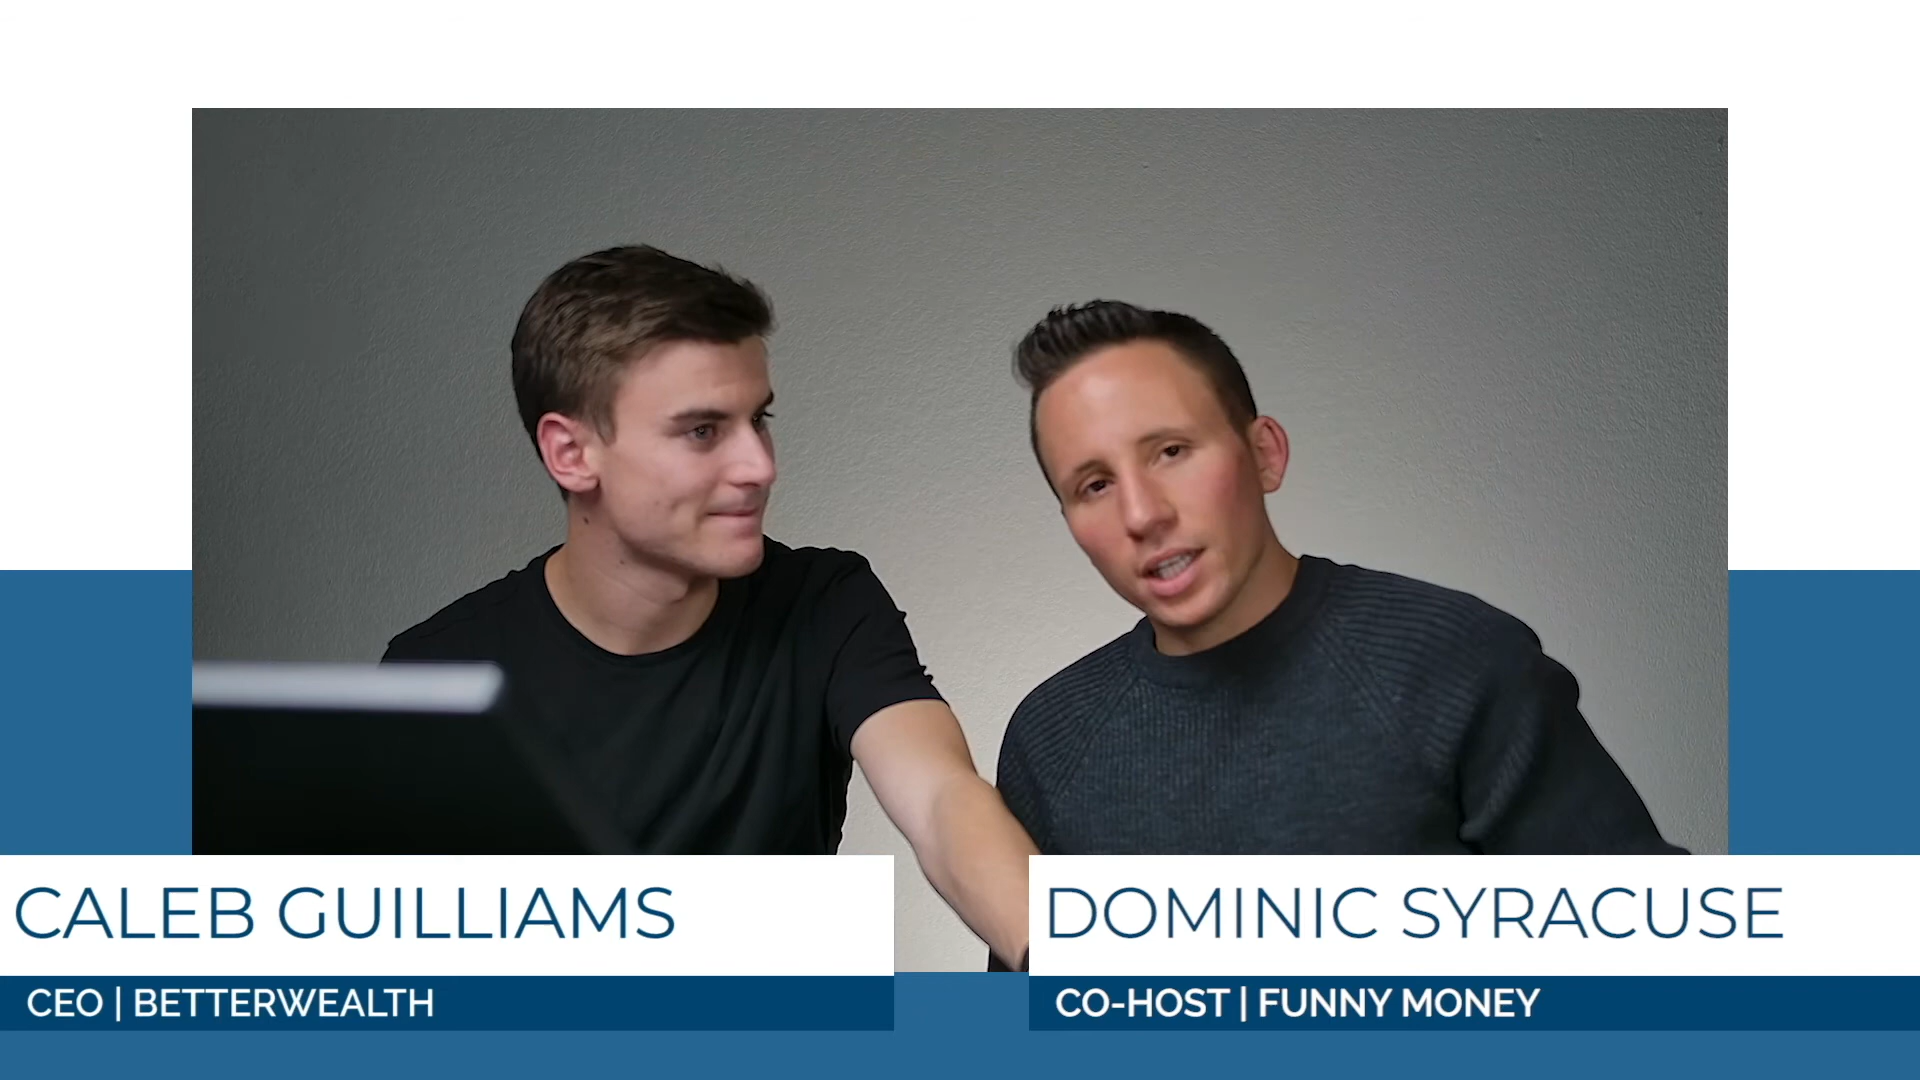 CALEB GUILLIAMS
CEO | BETTERWEALTH
DOMINIC SYRACUSE
CO-HOST | FUNNY MONEY